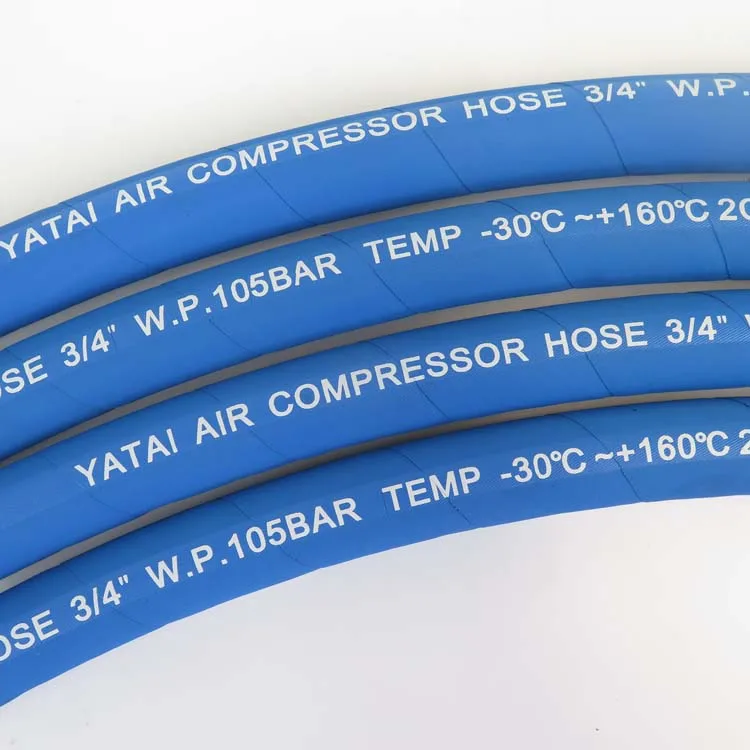 YATAI AIR COMPRESSOR HOSE 3/4" W.P.
3/4" W.P.105BAR TEMP -30℃~+160℃
YATAI AIR COMPRESSOR HOSE 3/4"
3/4" W.P.105BAR TEMP -30℃~+160℃